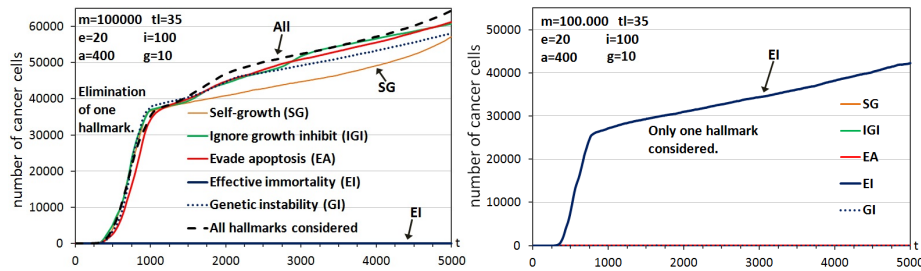 m=100000 tl=35
e=20 i=100
a=400 g=10
All
Elimination
of one
hallmark.
SG
Self-growth (SG)
Ignore growth inhibit (IGI)
Evade apoptosis (EA)
Effective immortality (EI)
Genetic instability (GI)
All hallmarks considered
EI
number of cancer cells
60000
50000
40000
30000
20000
10000
0
0 1000 2000 3000 4000 5000
t
m=100.000 tl=35
e=20 i=100
a=400 g=10
EI
Only one hallmark
considered.
SG
IGI
EA
EI
GI
number of cancer cells
50000
40000
30000
20000
10000
0
0 1000 2000 3000 4000 5000
t